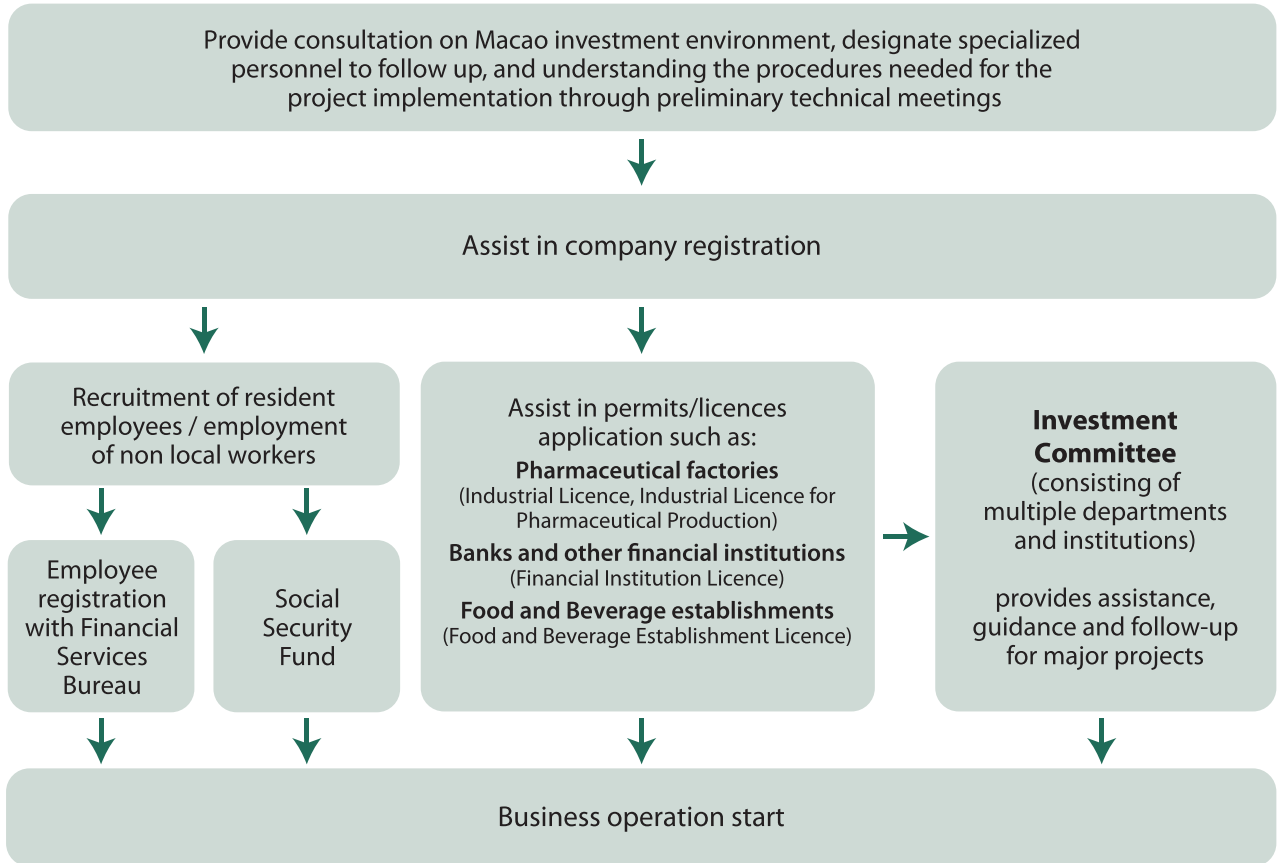 Provide consultation on Macao investment environment, designate specialized
personnel to follow up, and understanding the procedures needed for the
project implementation through preliminary technical meetings
Assist in company registration
Recruitment of resident
employees / employment
of non local workers
Employee
registration
with Financial
Services
Bureau
Social
Security
Fund
Assist in permits/licences
application such as:
Pharmaceutical factories
(Industrial Licence, Industrial Licence for
Pharmaceutical Production)
Banks and other financial institutions
(Financial Institution Licence)
Food and Beverage establishments
(Food and Beverage Establishment Licence)
Investment
Committee
(consisting of
multiple departments
and institutions)
provides assistance,
guidance and follow-up
for major projects
Business operation start